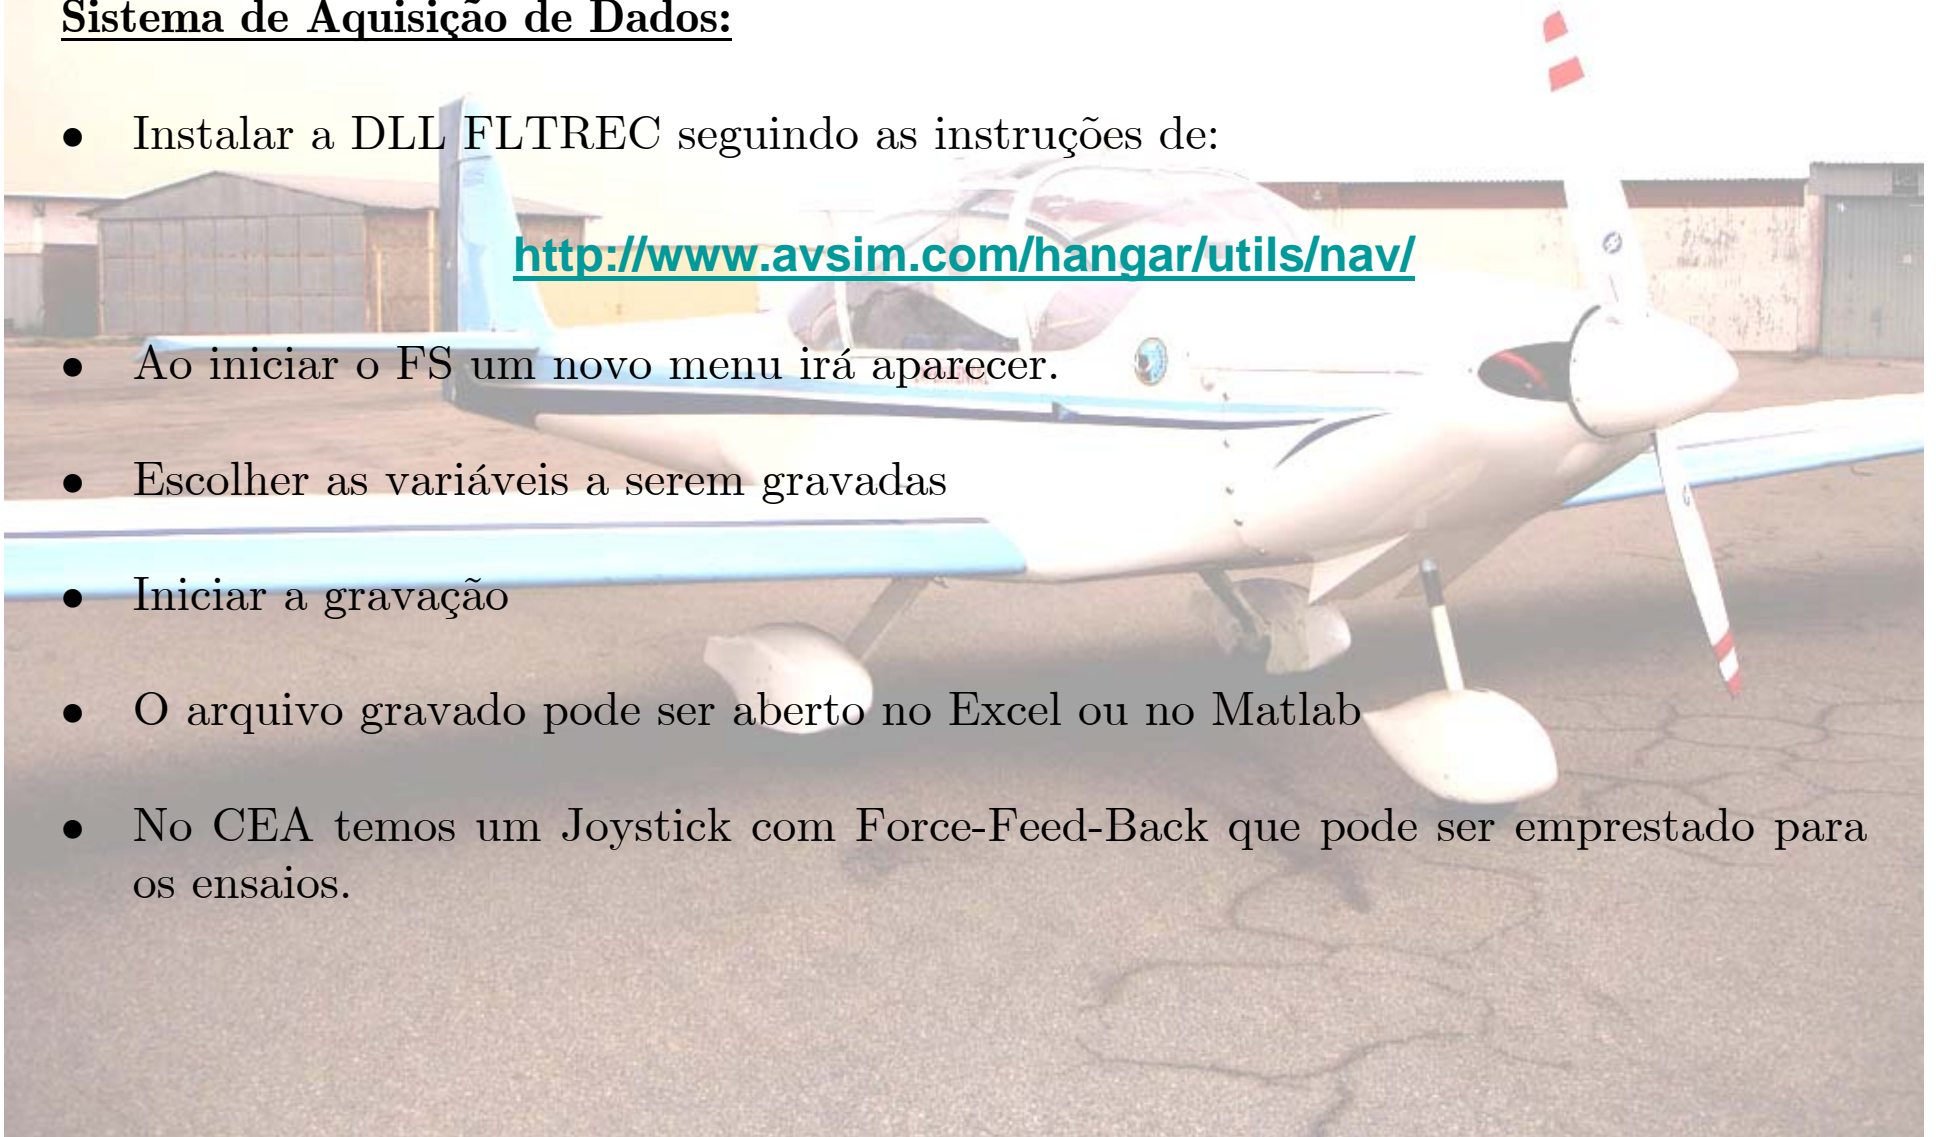 Sistema de Aquisição de Dados:
• Instalar a DLL FLTREC seguindo as instruções de:
http://www.avsim.com/hangar/utils/nav/
• Ao iniciar o FS um novo menu irá aparecer.
• Escolher as variáveis a serem gravadas
• Iniciar a gravação
• O arquivo gravado pode ser aberto no Excel ou no Matlab
• No CEA temos um Joystick com Force-Feed-Back que pode ser emprestado para
os ensaios.